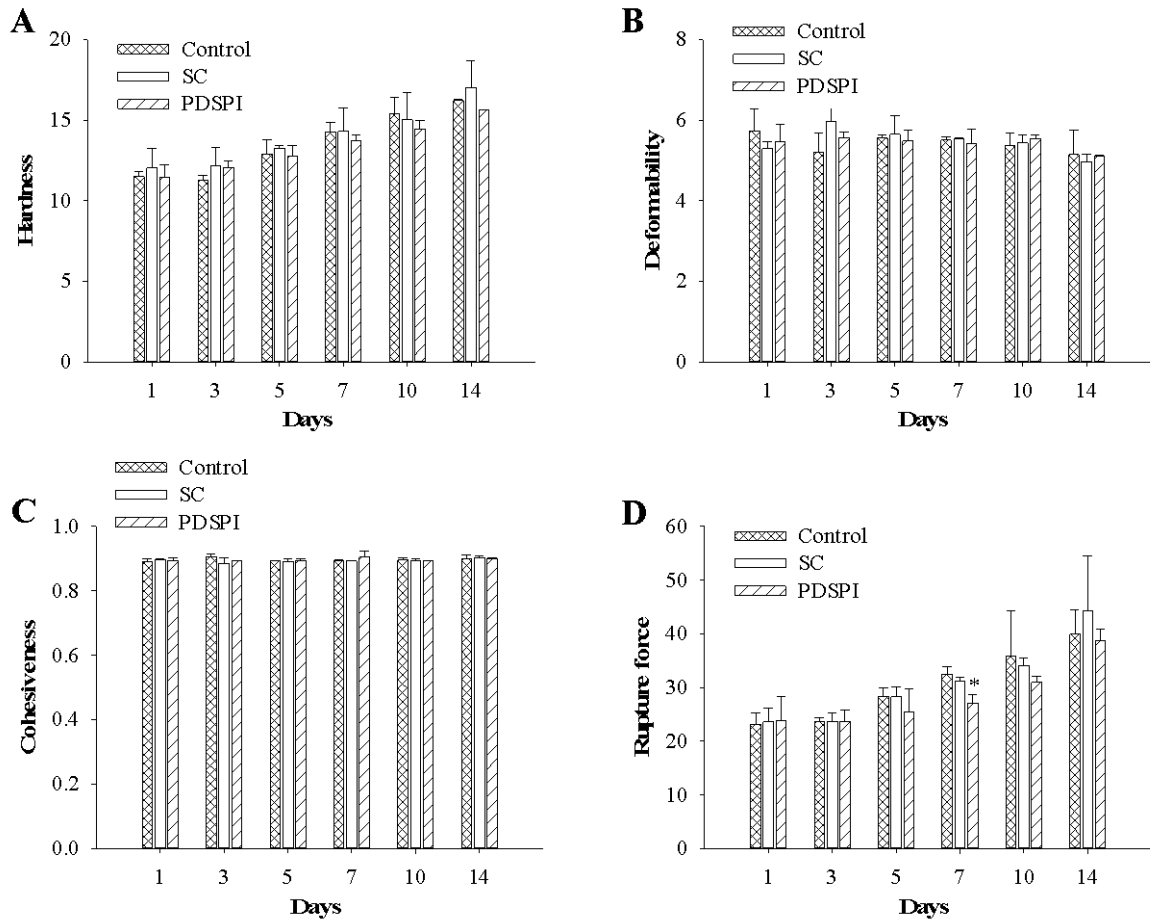 A
Hardness
20
15
10
5
0
Control
SC
PDSPI
1 3 5 7 10 14
Days
B
Deformability
8
6
4
2
0
Control
SC
PDSPI
1 3 5 7 10 14
Days
C
Cohesiveness
1.0
0.8
0.6
0.4
0.2
0.0
Control
SC
PDSPI
1 3 5 7 10 14
Days
D
Rupture force
60
50
40
30
20
10
0
Control
SC
PDSPI
*
1 3 5 7 10 14
Days